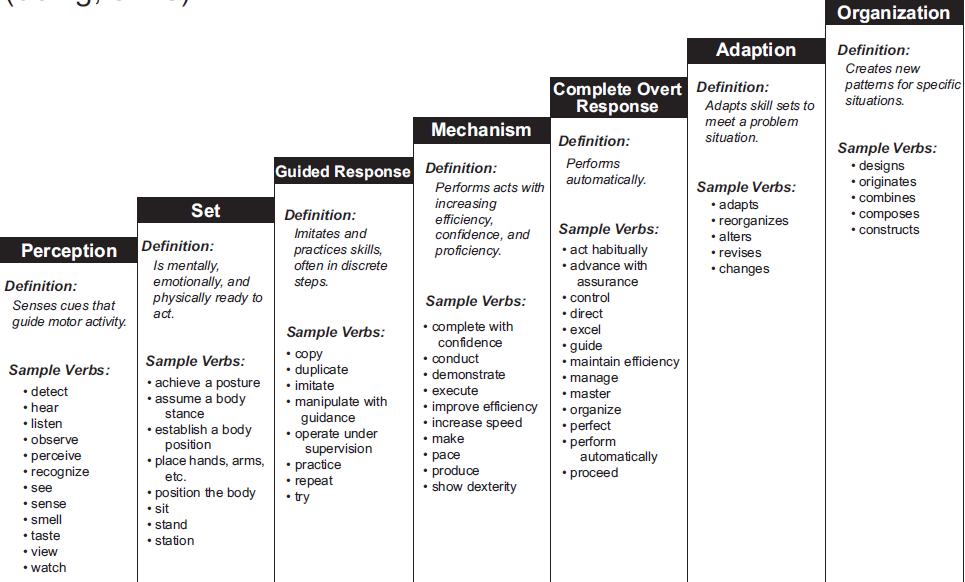 Perception
Definition:
Senses cues that
guide motor activity.
Sample Verbs:
• detect
• hear
• listen
• observe
• perceive
• recognize
• see
• sense
• smell
• taste
• view
• watch
Set
Definition:
Is mentally,
emotionally, and
physically ready to
act.
Sample Verbs:
• achieve a posture
• assume a body
stance
• establish a body
position
• place hands, arms,
etc.
• position the body
• sit
• stand
• station
Guided Response
Definition:
Imitates and
practices skills,
often in discrete
steps.
Sample Verbs:
• copy
• duplicate
• imitate
• manipulate with
guidance
• operate under
supervision
• practice
• repeat
• try
Mechanism
Definition:
Performs acts with
increasing
efficiency,
confidence, and
proficiency.
Sample Verbs:
• complete with
confidence
• conduct
• demonstrate
• execute
• improve efficiency
• increase speed
• make
• pace
• produce
• show dexterity
Complete Overt
Response
Definition:
Performs
automatically.
Sample Verbs:
• act habitually
• advance with
assurance
• control
• direct
• excel
• guide
• maintain efficiency
• manage
• master
• organize
• perfect
• perform
automatically
• proceed
Adaption
Definition:
Adapts skill sets to
meet a problem
situation.
Sample Verbs:
• adapts
• reorganizes
• alters
• revises
• changes
Organization
Definition:
Creates new
patterns for specific
situations.
Sample Verbs:
• designs
• originates
• combines
• composes
• constructs